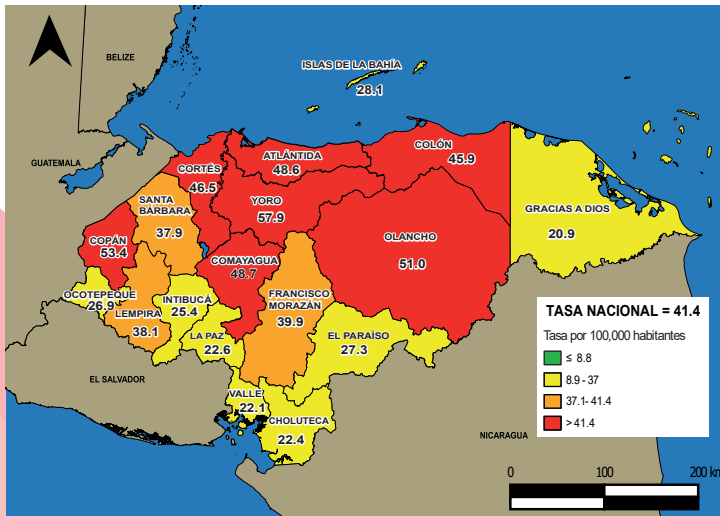 BELIZE
ISLAS DE LA BAHÍA
28.1
GUATEMALA
ATLÁNTIDA
48.6
COLÓN
45.9
CORTÉS
46.5
SANTA
BÁRBARA
37.9
YORO
57.9
GRACIAS A DIOS
20.9
COPÁN
53.4
OLANCHO
51.0
COMAYAGUA
48.7
OCOTEPEQUE
26.9
INTIBUCÁ
25.4
FRANCISCO
MORAZÁN
39.9
LEMPIRA
38.1
LA PAZ
22.6
EL PARAÍSO
27.3
EL SALVADOR
VALLE
22.1
CHOLUTECA
22.4
NICARAGUA
TASA NACIONAL = 41.4
Tasa por 100,000 habitantes
≤ 8.8
8.9 - 37
37.1- 41.4
> 41.4
0 100 200 km